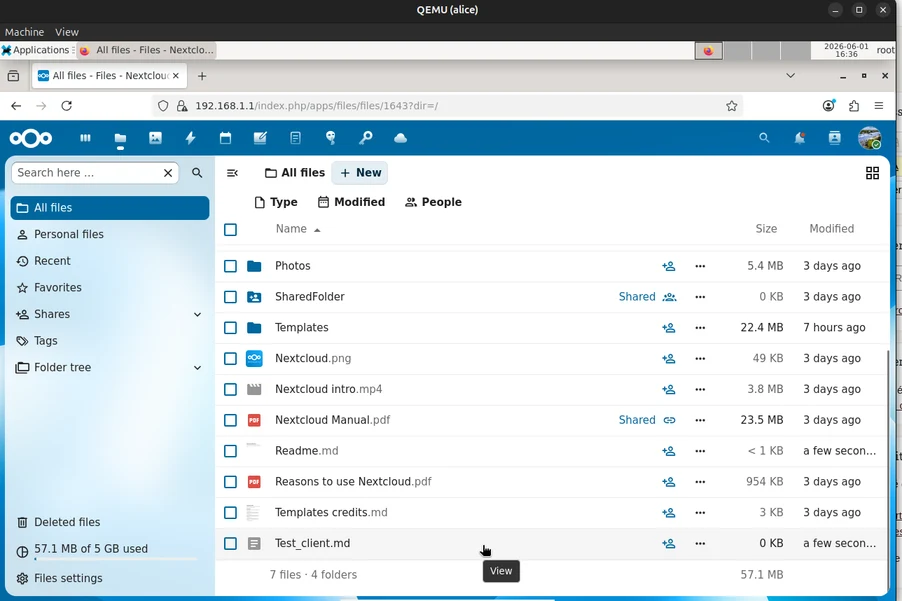 QEMU (alice)
Machine View
Applications All files - Files - Nextclo... 2026-06-01 16:36 root
All files - Files - Nextcloud
192.168.1.1/index.php/apps/files/files/1643?dir=/
Search here ... All files New
All files
Personal files
Recent
Favorites
Shares
Tags
Folder tree
Deleted files
57.1 MB of 5 GB used
Files settings
Type Modified People
Name Size Modified
Photos 5.4 MB 3 days ago
SharedFolder Shared 0 KB 3 days ago
Templates 22.4 MB 7 hours ago
Nextcloud.png 49 KB 3 days ago
Nextcloud intro.mp4 3.8 MB 3 days ago
Nextcloud Manual.pdf Shared 23.5 MB 3 days ago
Readme.md < 1 KB a few secon...
Reasons to use Nextcloud.pdf 954 KB 3 days ago
Templates credits.md 3 KB 3 days ago
Test_client.md 0 KB a few secon...
View
7 files · 4 folders 57.1 MB
PDF
PDF